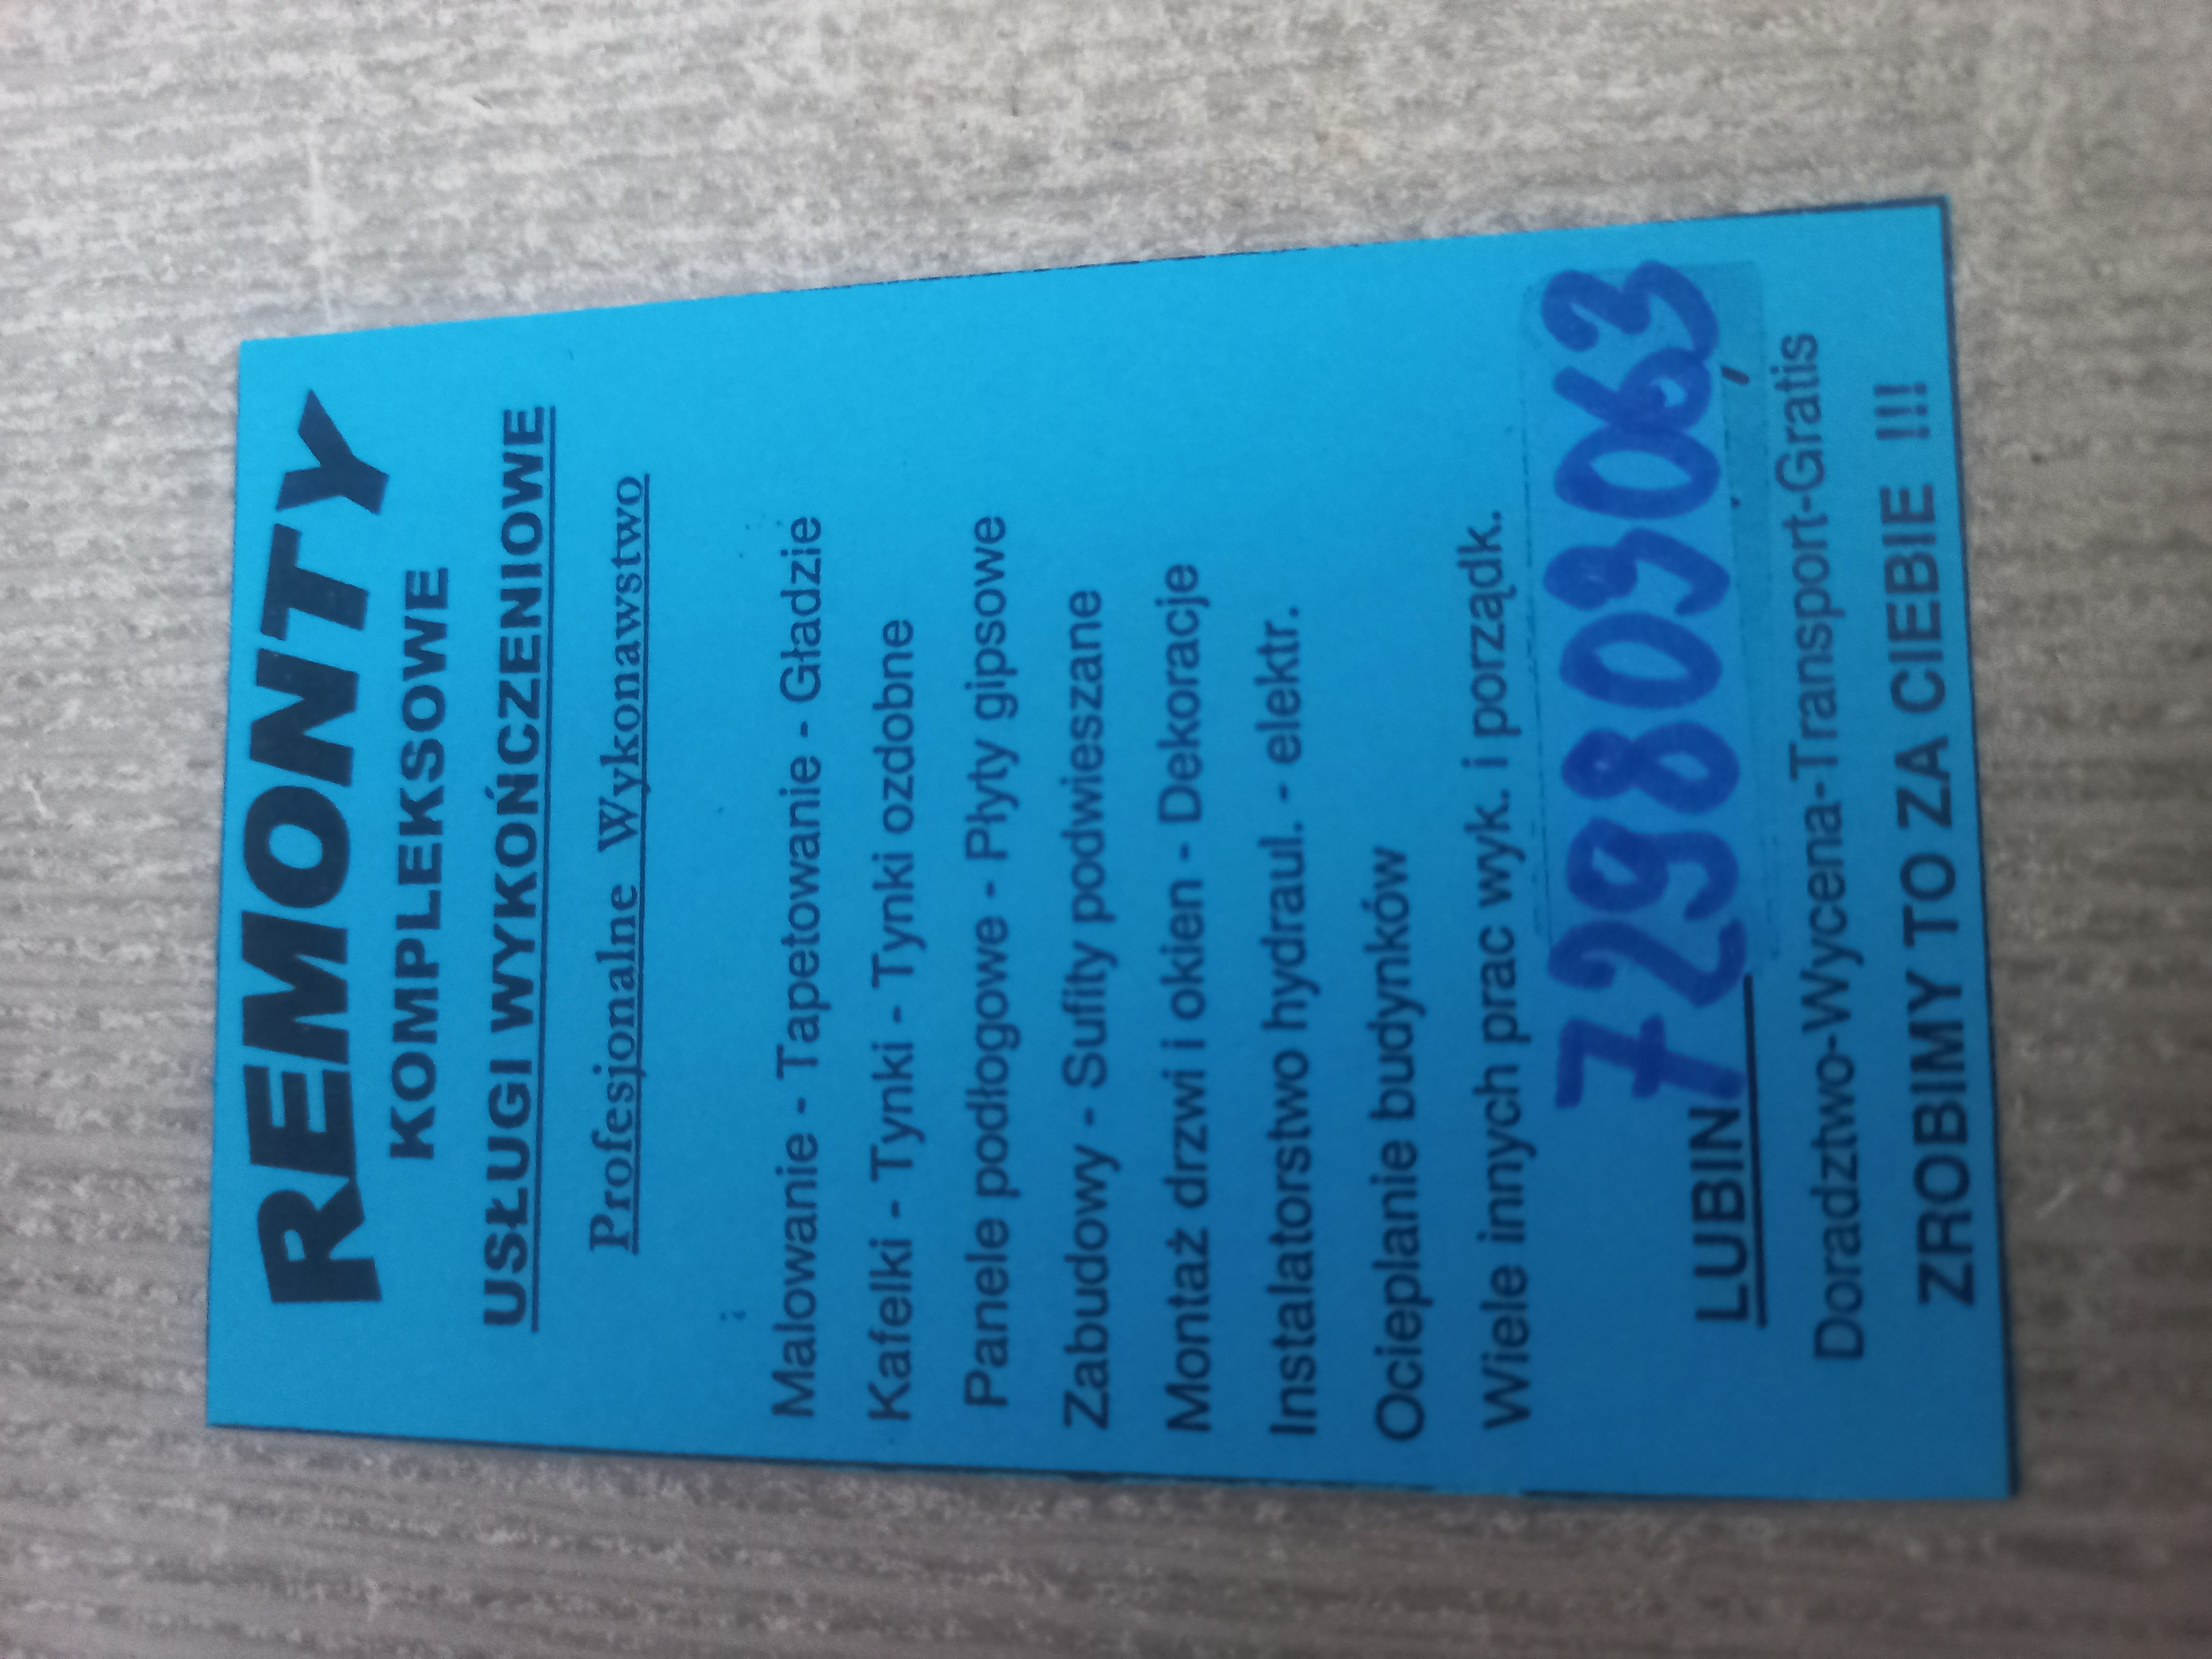 REMONTY
KOMPLEKSOWE
USŁUGI WYKOŃCZENIOWE
Profesjonalne Wykonawstwo
Malowanie - Tapetowanie - Gładzie
Kafelki - Tynki - Tynki ozdobne
Panele podłogowe - Płyty gipsowe
Zabudowy - Sufity podwieszane
Montaż drzwi i okien - Dekoracje
Instalatorstwo hydraul. - elektr.
Ocieplanie budynków
Wiele innych prac wyk. i porządk.
LUBIN 729809063
Doradztwo-Wycena-Transport-Gratis
ZROBIMY TO ZA CIEBIE !!!